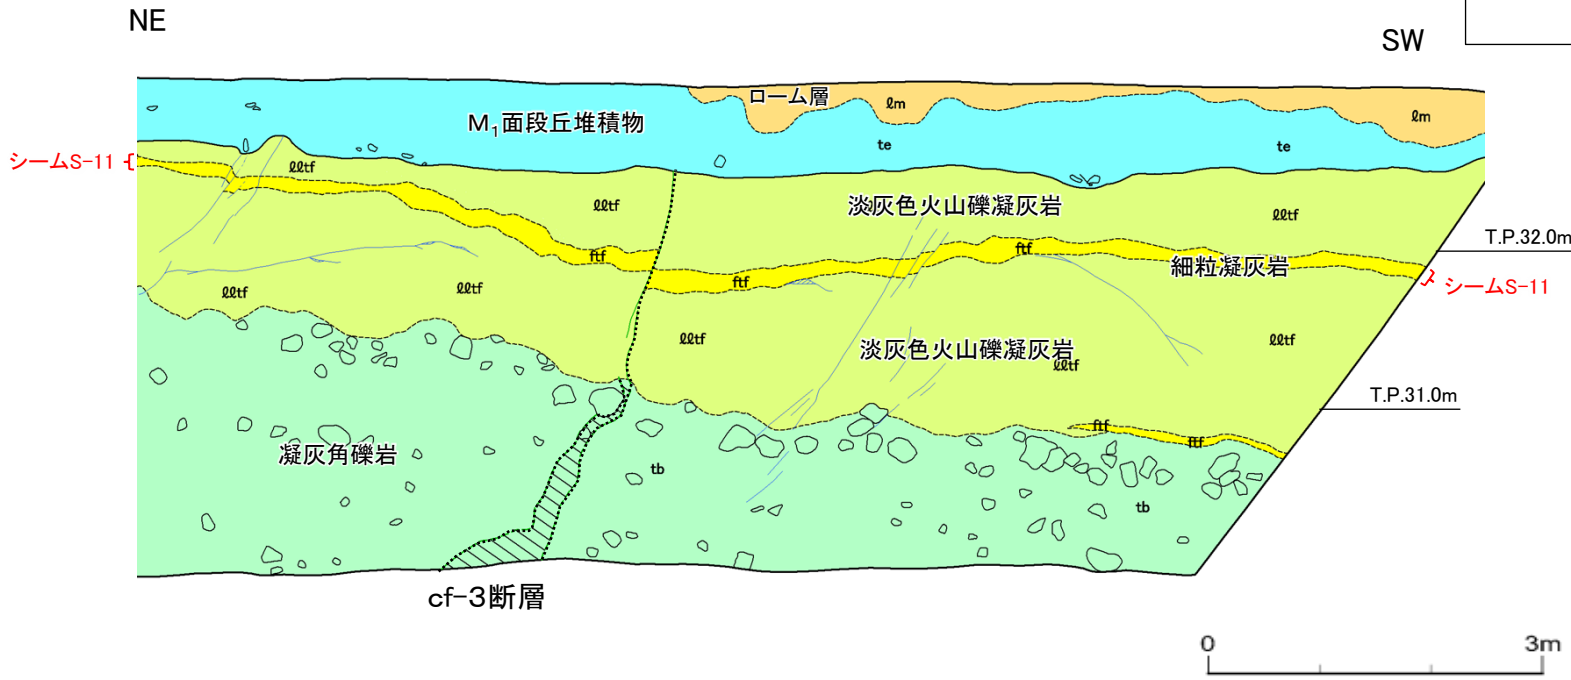 NE
SW
ローム層
ℓm
ℓm
M₁面段丘堆積物
te
te
シームS-11
ℓℓtf
ℓℓtf
淡灰色火山礫凝灰岩
ℓℓtf
T.P.32.0m
ftf
ftf
細粒凝灰岩
ftf
シームS-11
ℓℓtf
ℓℓtf
ℓℓtf
淡灰色火山礫凝灰岩
ℓℓtf
ℓℓtf
T.P.31.0m
ftf
ftf
凝灰角礫岩
tb
tb
cf-3断層
0
3m